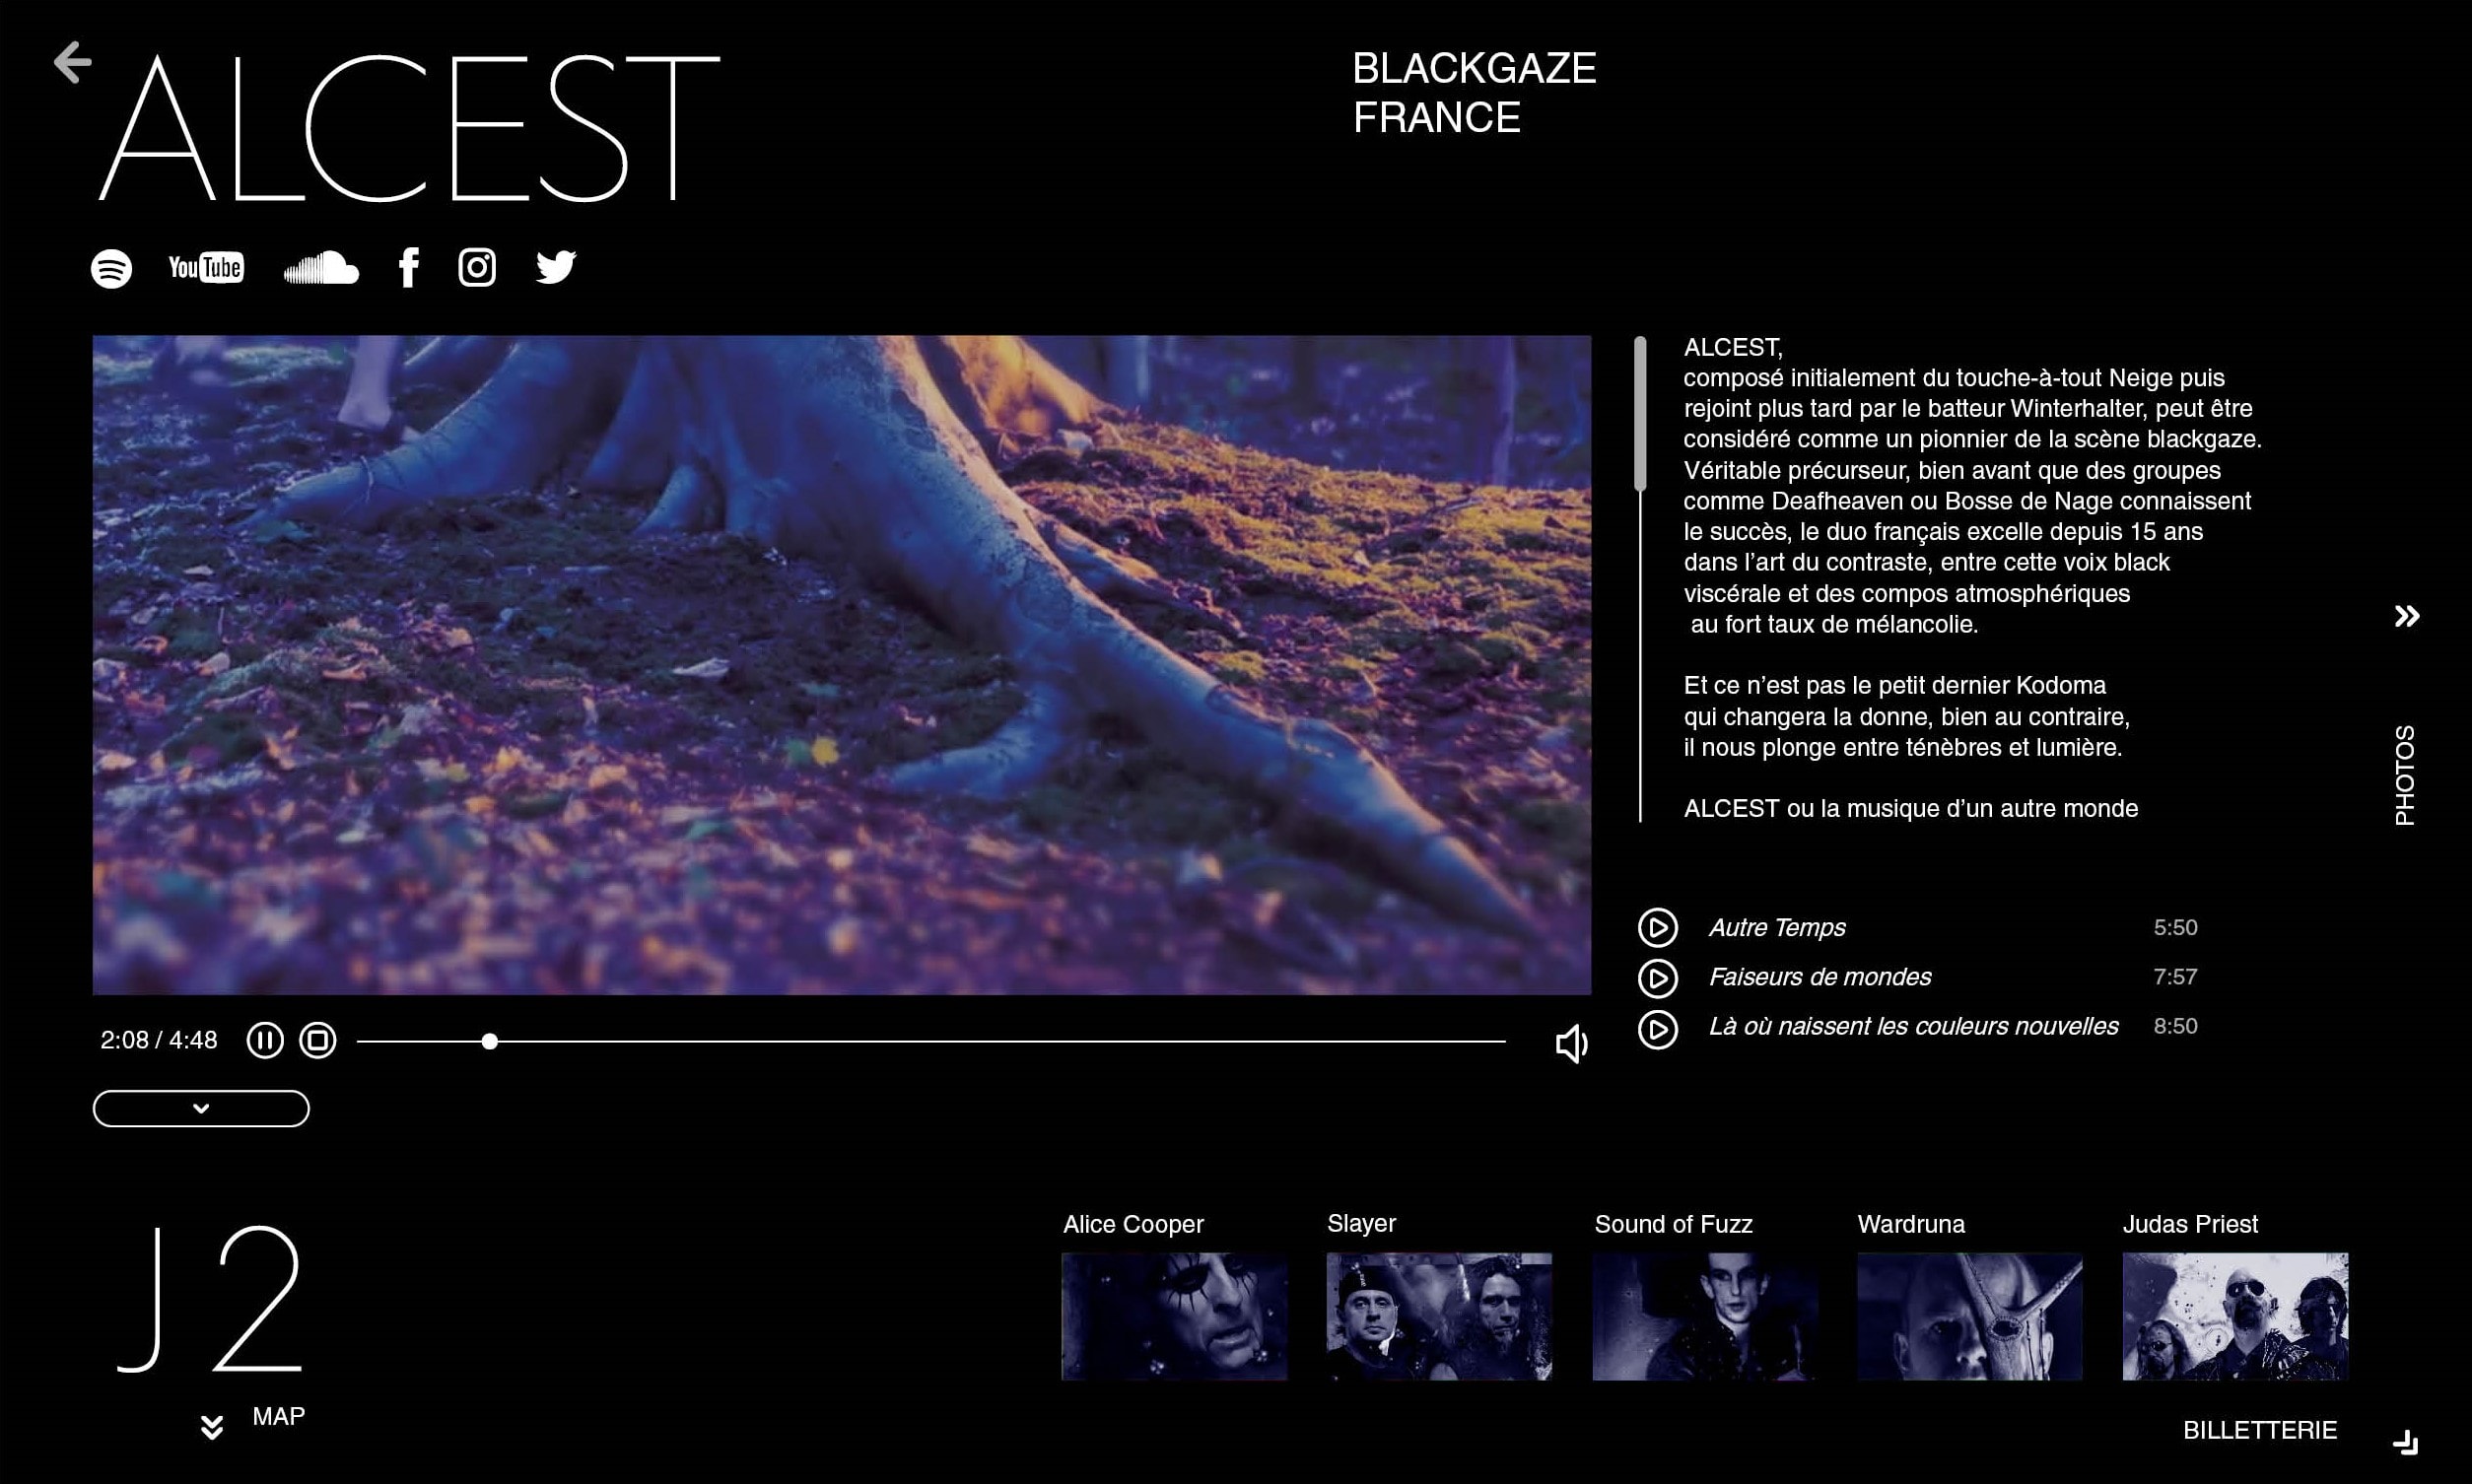 ALCEST
BLACKGAZE
FRANCE
YouTube
ALCEST,
composé initialement du touche-à-tout Neige puis
rejoint plus tard par le batteur Winterhalter, peut être
considéré comme un pionnier de la scène blackgaze.
Véritable précurseur, bien avant que des groupes
comme Deafheaven ou Bosse de Nage connaissent
le succès, le duo français excelle depuis 15 ans
dans l’art du contraste, entre cette voix black
viscérale et des compos atmosphériques
au fort taux de mélancolie.
Et ce n’est pas le petit dernier Kodoma
qui changera la donne, bien au contraire,
il nous plonge entre ténèbres et lumière.
ALCEST ou la musique d’un autre monde
PHOTOS
Autre Temps 5:50
Faiseurs de mondes 7:57
Là où naissent les couleurs nouvelles 8:50
2:08 / 4:48
J2
Alice Cooper
Slayer
Sound of Fuzz
Wardruna
Judas Priest
MAP
BILLETTERIE